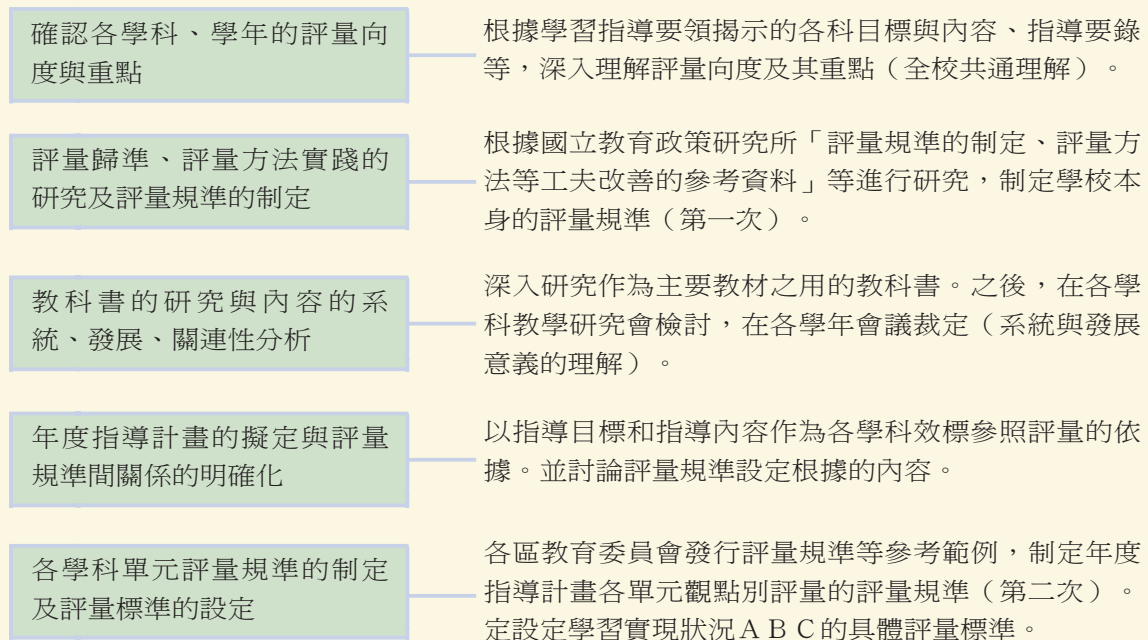 確認各學科、學年的評量向
度與重點
根據學習指導要領揭示的各科目標與內容、指導要錄
等，深入理解評量向度及其重點（全校共通理解）。
評量歸準、評量方法實踐的
研究及評量規準的制定
根據國立教育政策研究所「評量規準的制定、評量方
法等工夫改善的參考資料」等進行研究，制定學校本
身的評量規準（第一次）。
教科書的研究與內容的系
統、發展、關連性分析
深入研究作為主要教材之用的教科書。之後，在各學
科教學研究會檢討，在各學年會議裁定（系統與發展
意義的理解）。
年度指導計畫的擬定與評量
規準間關係的明確化
以指導目標和指導內容作為各學科效標參照評量的依
據。並討論評量規準設定根據的內容。
各學科單元評量規準的制定
及評量標準的設定
各區教育委員會發行評量規準等參考範例，制定年度
指導計畫各單元觀點別評量的評量規準（第二次）。
定設定學習實現狀況ＡＢＣ的具體評量標準。